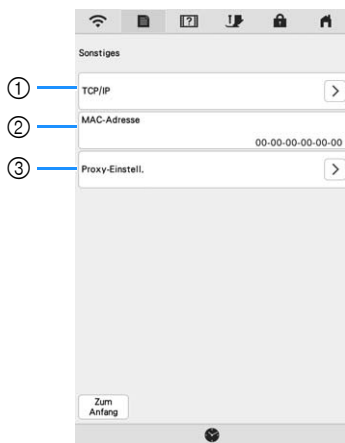 Sonstiges
① TCP/IP
② MAC-Adresse
00-00-00-00-00-00
③ Proxy-Einstell.
Zum
Anfang